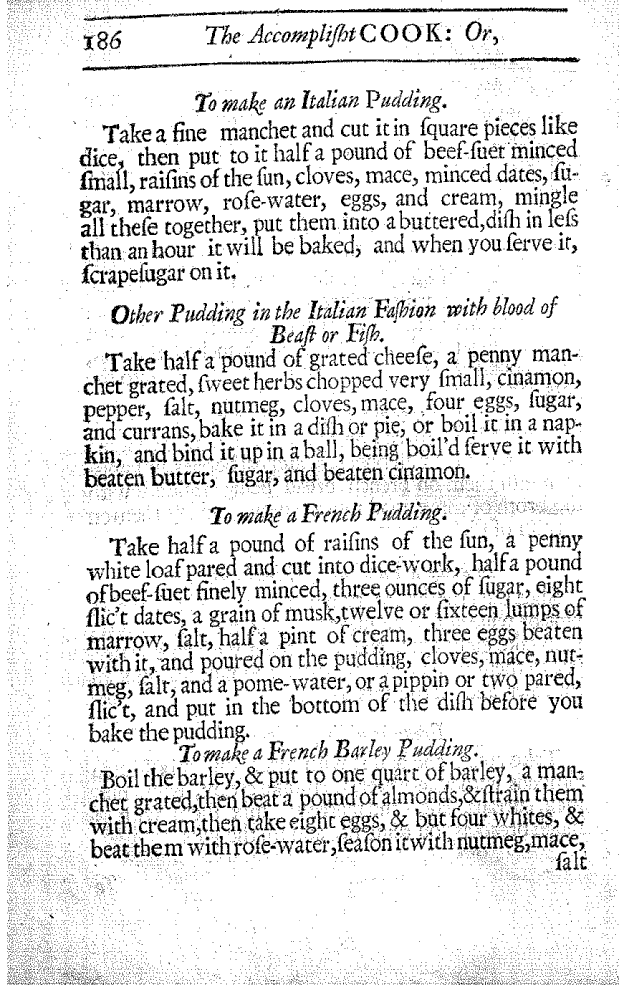 186 The Accompliſht COOK: Or,
To make an Italian Pudding.
Take a fine manchet and cut it in ſquare pieces like
dice, then put to it half a pound of beef-ſuet minced
ſmall, raiſins of the ſun, cloves, mace, minced dates, ſu-
gar, marrow, roſe-water, eggs, and cream, mingle
all theſe together, put them into a buttered, diſh in leſs
than an hour it will be baked, and when you ſerve it,
ſcrape ſugar on it.
Other Pudding in the Italian Faſhion with blood of
Beaſt or Fiſh.
Take half a pound of grated cheeſe, a penny man-
chet grated, ſweet herbs chopped very ſmall, cinamon,
pepper, ſalt, nutmeg, cloves, mace, four eggs, ſugar,
and currans, bake it in a diſh or pie, or boil it in a nap-
kin, and bind it up in a ball, being boil'd ſerve it with
beaten butter, ſugar, and beaten cinamon.
To make a French Pudding.
Take half a pound of raiſins of the ſun, a penny
white loaf pared and cut into dice-work, half a pound
of beef-ſuet finely minced, three ounces of ſugar, eight
ſlic't dates, a grain of musk, twelve or ſixteen lumps of
marrow, ſalt, half a pint of cream, three eggs beaten
with it, and poured on the pudding, cloves, mace, nut-
meg, ſalt, and a pome-water, or a pippin or two pared,
ſlic't, and put in the bottom of the diſh before you
bake the pudding.
To make a French Barley Pudding.
Boil the barley, & put to one quart of barley, a man-
chet grated, then beat a pound of almonds, & ſtrain them
with cream, then take eight eggs, & but four whites, &
beat them with roſe-water, ſeaſon it with nutmeg, mace,
ſalt